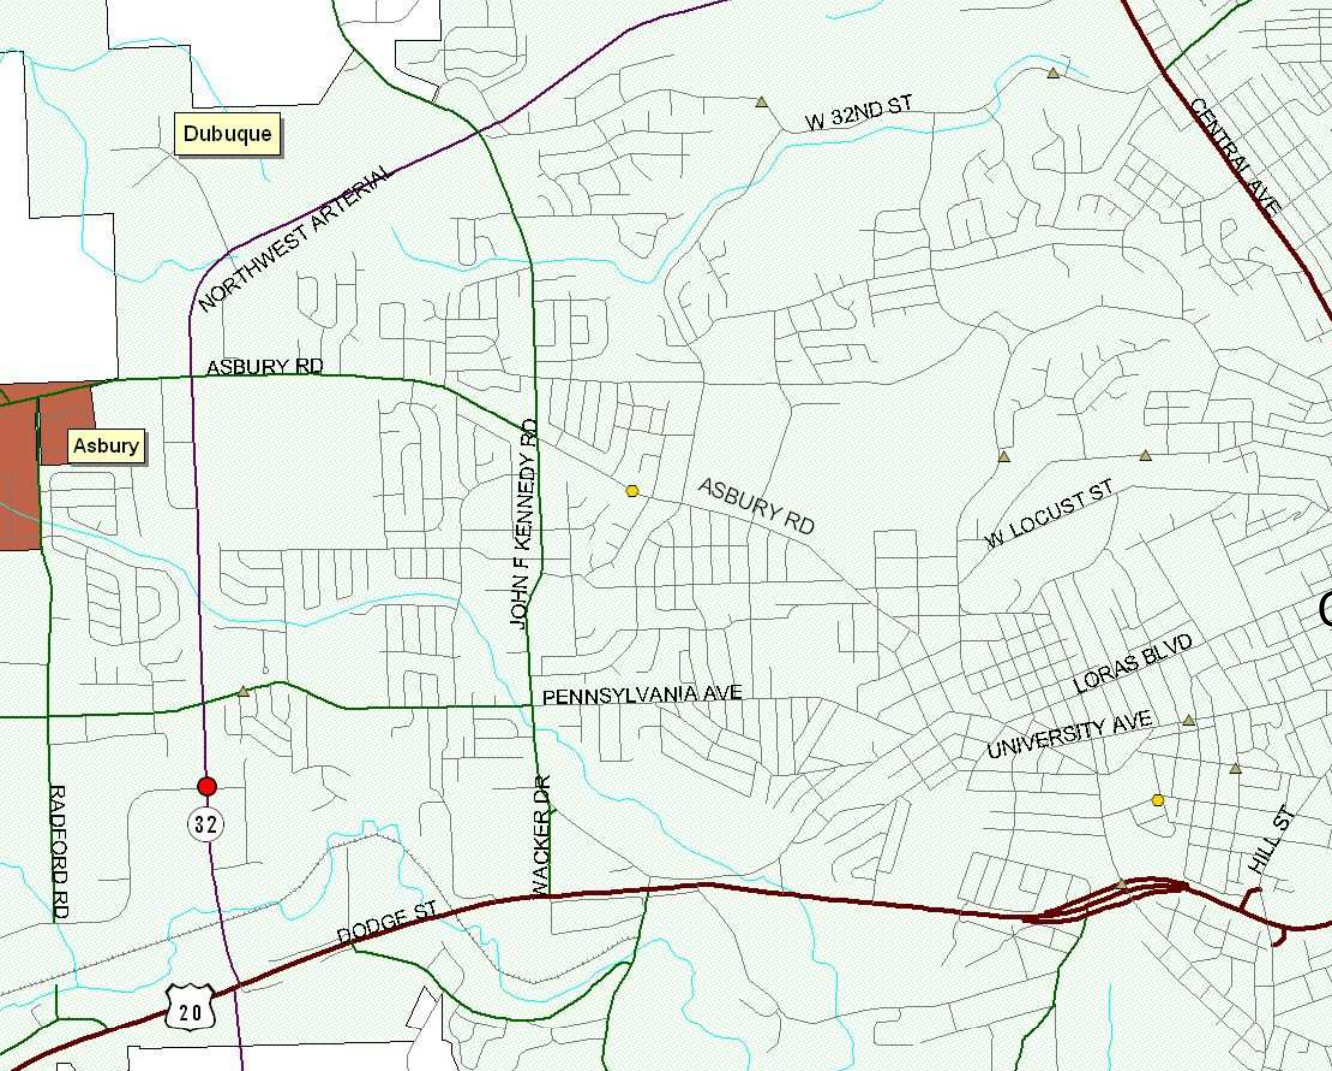 W 32ND ST
CENTRAL AVE
Dubuque
NORTHWEST ARTERIAL
ASBURY RD
Asbury
JOHN F KENNEDY RD
ASBURY RD
W LOCUST ST
LORAS BLVD
PENNSYLVANIA AVE
UNIVERSITY AVE
RADFORD RD
32
WACKER DR
HILL ST
DODGE ST
20